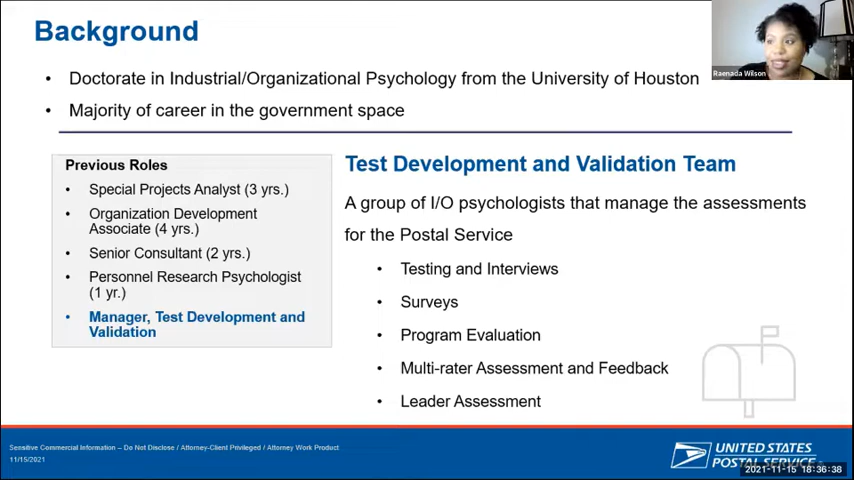 Background
Raenada Wilson
• Doctorate in Industrial/Organizational Psychology from the University of Houston
• Majority of career in the government space
Previous Roles
• Special Projects Analyst (3 yrs.)
• Organization Development
Associate (4 yrs.)
• Senior Consultant (2 yrs.)
• Personnel Research Psychologist
(1 yr.)
• Manager, Test Development and
Validation
Test Development and Validation Team
A group of I/O psychologists that manage the assessments
for the Postal Service
• Testing and Interviews
• Surveys
• Program Evaluation
• Multi-rater Assessment and Feedback
• Leader Assessment
Sensitive Commercial Information – Do Not Disclose / Attorney-Client Privileged / Attorney Work Product
11/15/2021
UNITED STATES
POSTAL SERVICE
2021-11-15 18:36:38